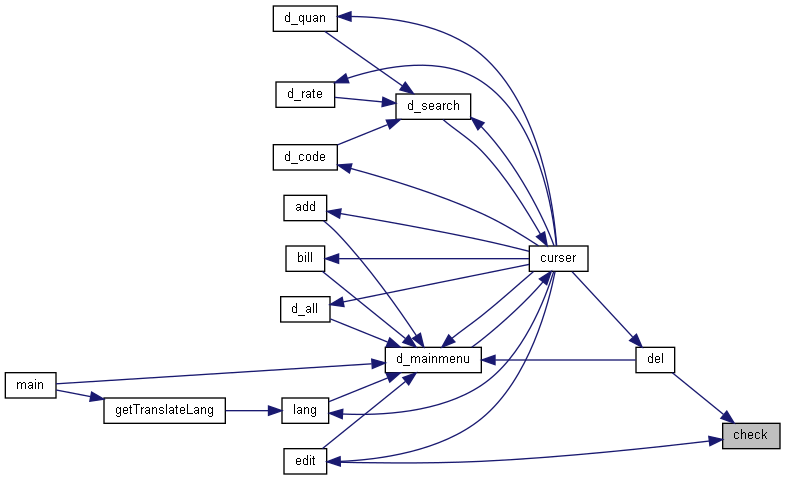 d_quan
d_rate
d_search
d_code
add
bill
curser
d_all
d_mainmenu
del
main
getTranslateLang
lang
check
edit